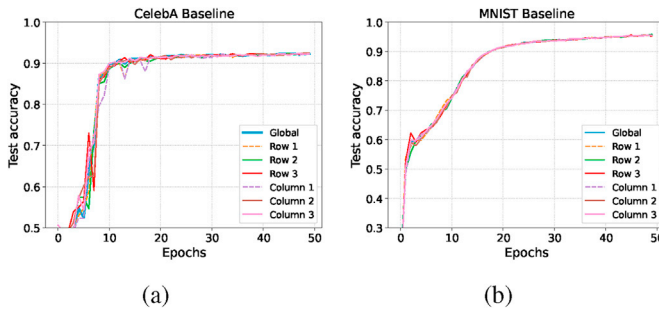 CelebA Baseline
Test accuracy
1.0
0.9
0.8
0.7
0.6
0.5
0
10
20
30
40
50
Epochs
Global
Row 1
Row 2
Row 3
Column 1
Column 2
Column 3
(a)
MNIST Baseline
Test accuracy
1.0
0.9
0.8
0.7
0.6
0.5
0.4
0.3
0
10
20
30
40
50
Epochs
Global
Row 1
Row 2
Row 3
Column 1
Column 2
Column 3
(b)